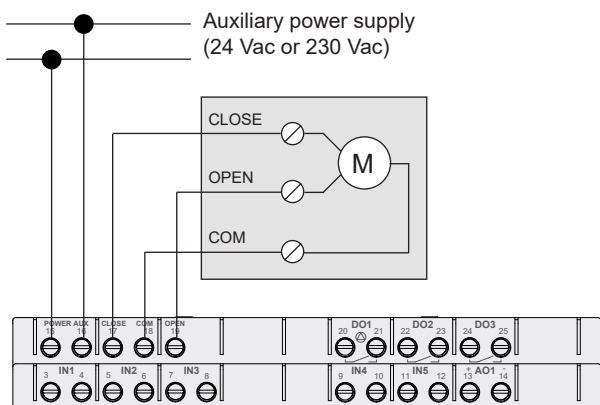 Auxiliary power supply
(24 Vac or 230 Vac)
CLOSE
M
OPEN
COM
POWER AUX CLOSE COM OPEN DO1 DO2 DO3
15 16 17 18 19 20 21 22 23 24 25
IN1 IN2 IN3 IN4 IN5 + AO1 -
3 4 5 6 7 8 9 10 11 12 13 14